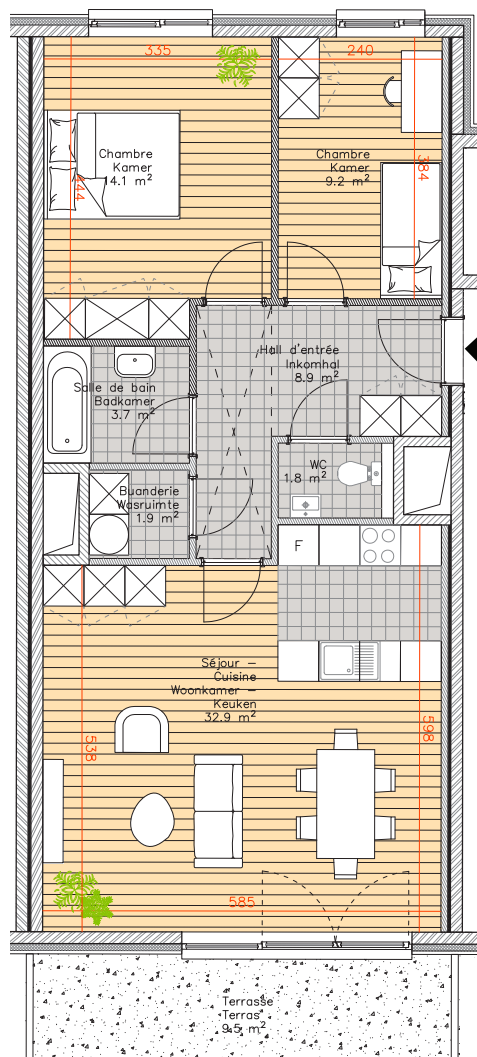 335
240
Chambre
Kamer
14.1 m²
444
Chambre
Kamer
9.2 m²
384
Hall d'entrée
Inkomhal
8.9 m²
Salle de bain
Badkamer
3.7 m²
WC
1.8 m²
Buanderie
Wasruimte
1.9 m²
F
Séjour –
Cuisine
Woonkamer –
Keuken
32.9 m²
538
598
585
Terrasse
Terras
9.5 m²